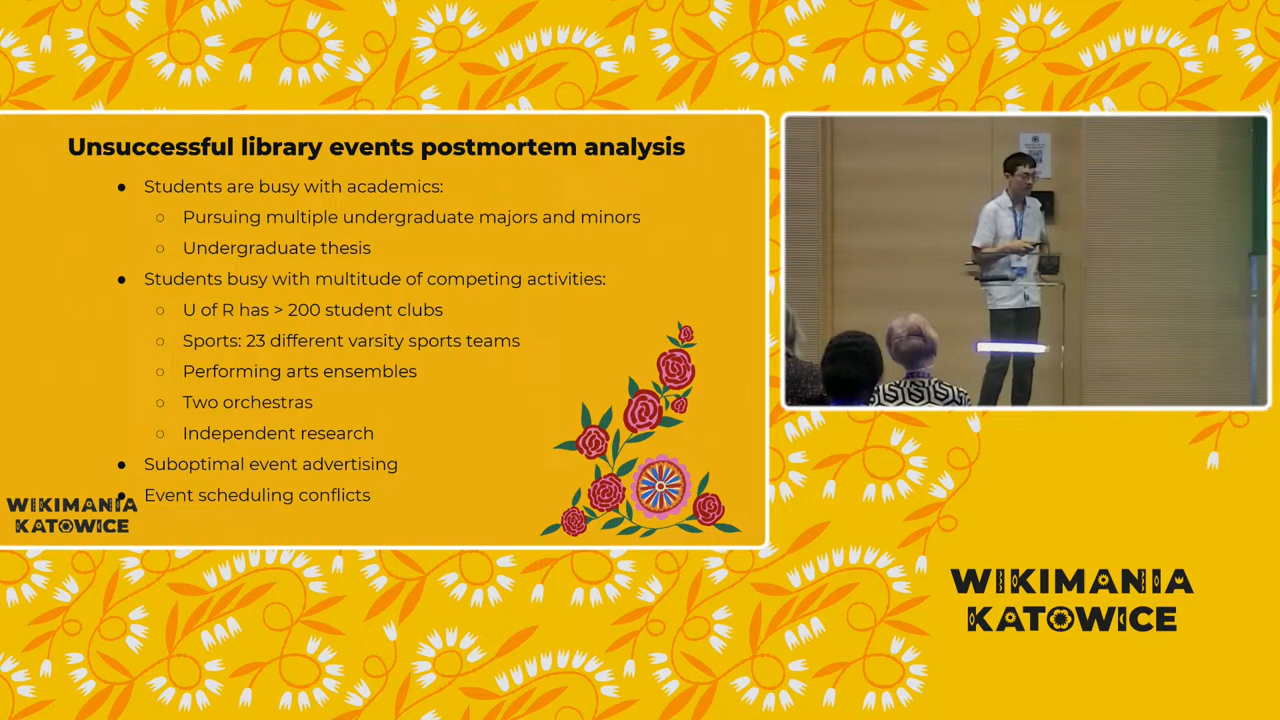 Unsuccessful library events postmortem analysis
● Students are busy with academics:
○ Pursuing multiple undergraduate majors and minors
○ Undergraduate thesis
● Students busy with multitude of competing activities:
○ U of R has > 200 student clubs
○ Sports: 23 different varsity sports teams
○ Performing arts ensembles
○ Two orchestras
○ Independent research
● Suboptimal event advertising
● Event scheduling conflicts
WIKIMANIA
KATOWICE
WIKIMANIA
KATOWICE